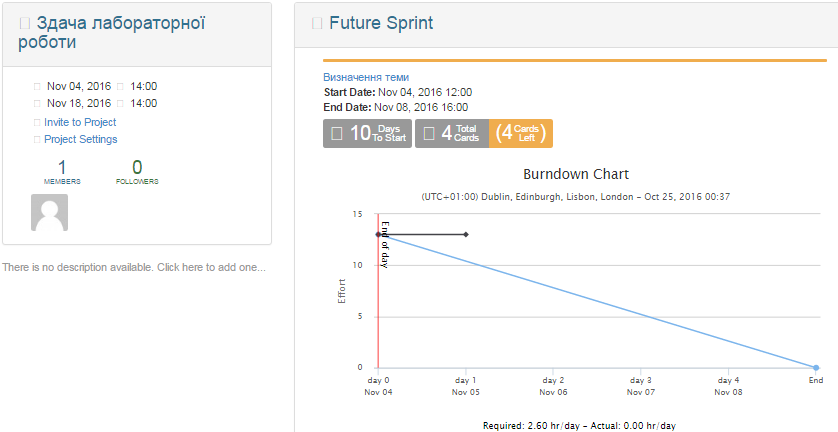 Здача лабораторної
роботи
Nov 04, 2016 14:00
Nov 18, 2016 14:00
Invite to Project
Project Settings
1 0
MEMBERS FOLLOWERS
There is no description available. Click here to add one...
Future Sprint
Визначення теми
Start Date: Nov 04, 2016 12:00
End Date: Nov 08, 2016 16:00
10 Days To Start 4 Total Cards (4 Cards Left)
Burndown Chart
(UTC+01:00) Dublin, Edinburgh, Lisbon, London - Oct 25, 2016 00:37
15
10
5
0
Effort
End of day
day 0 day 1 day 2 day 3 day 4 End
Nov 04 Nov 05 Nov 06 Nov 07 Nov 08
Required: 2.60 hr/day - Actual: 0.00 hr/day